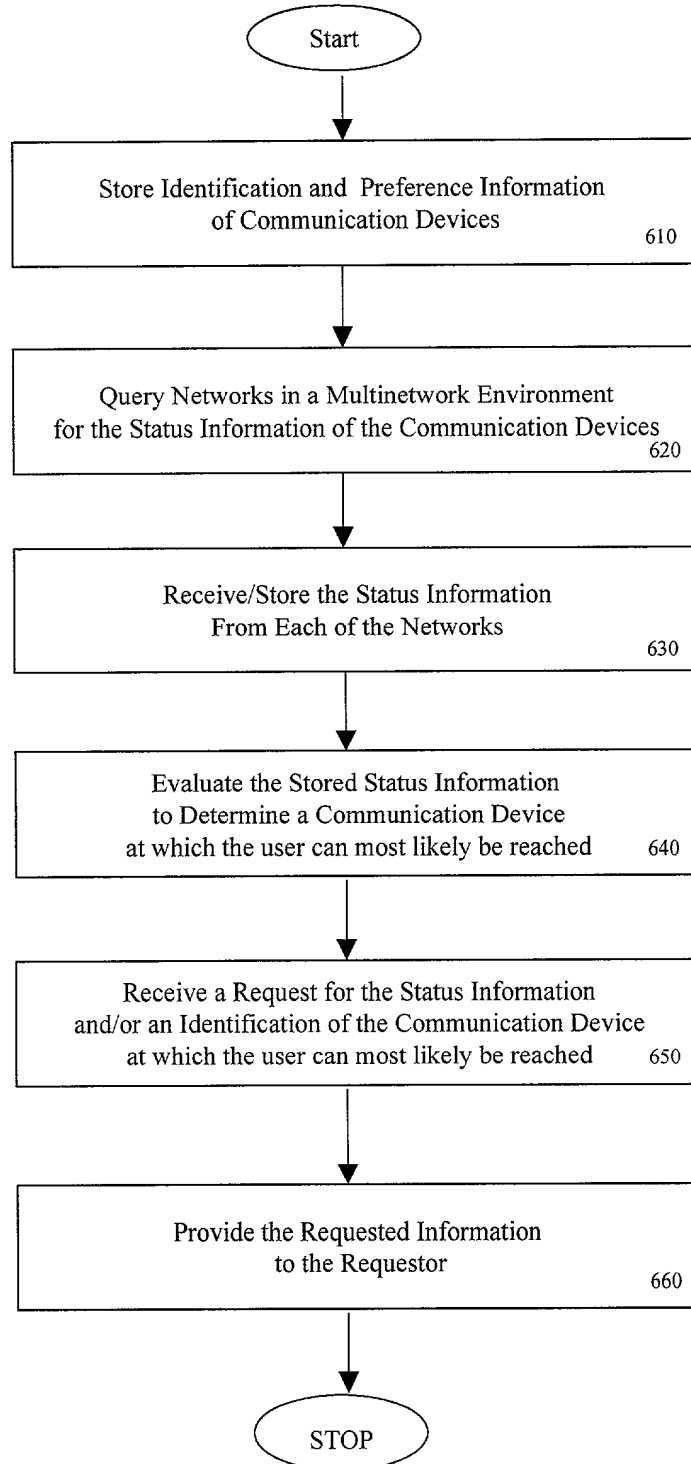 Start
Store Identification and Preference Information
of Communication Devices
610
Query Networks in a Multinetwork Environment
for the Status Information of the Communication Devices
620
Receive/Store the Status Information
From Each of the Networks
630
Evaluate the Stored Status Information
to Determine a Communication Device
at which the user can most likely be reached 640
Receive a Request for the Status Information
and/or an Identification of the Communication Device
at which the user can most likely be reached 650
Provide the Requested Information
to the Requestor
660
STOP